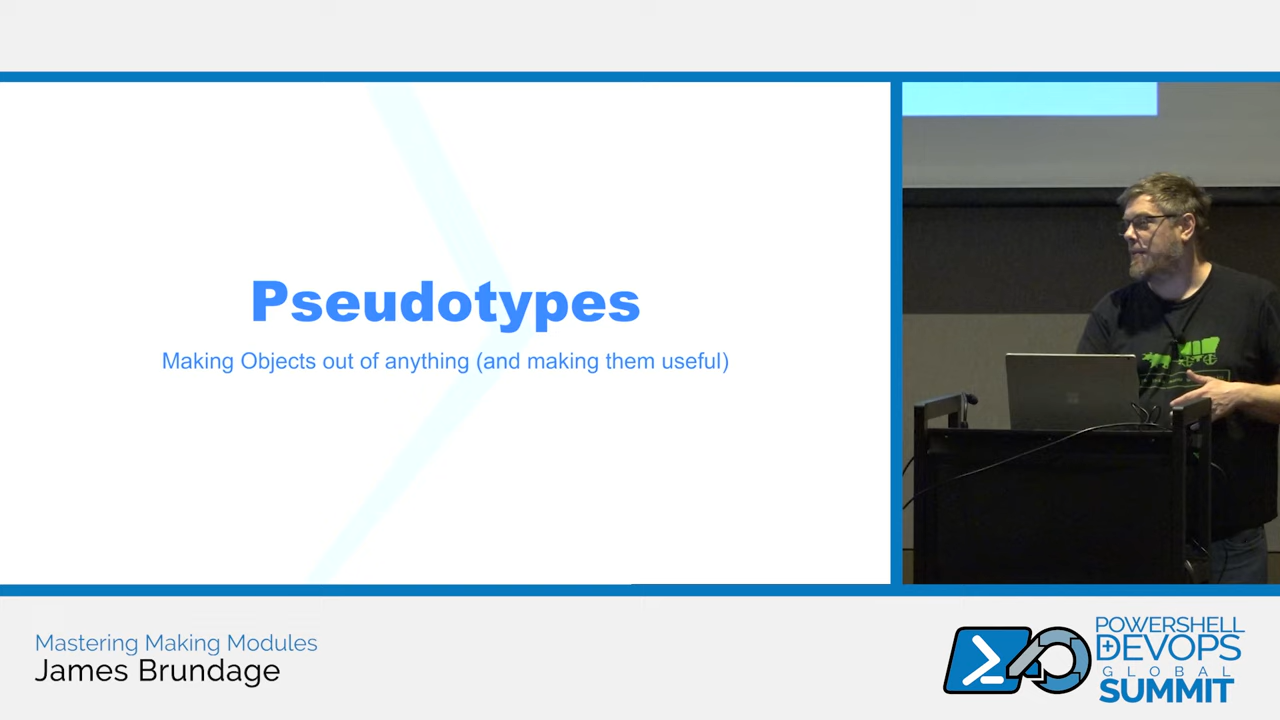 Pseudotypes
Making Objects out of anything (and making them useful)
Mastering Making Modules
James Brundage
POWERSHELL
DEVOPS
GLOBAL
SUMMIT